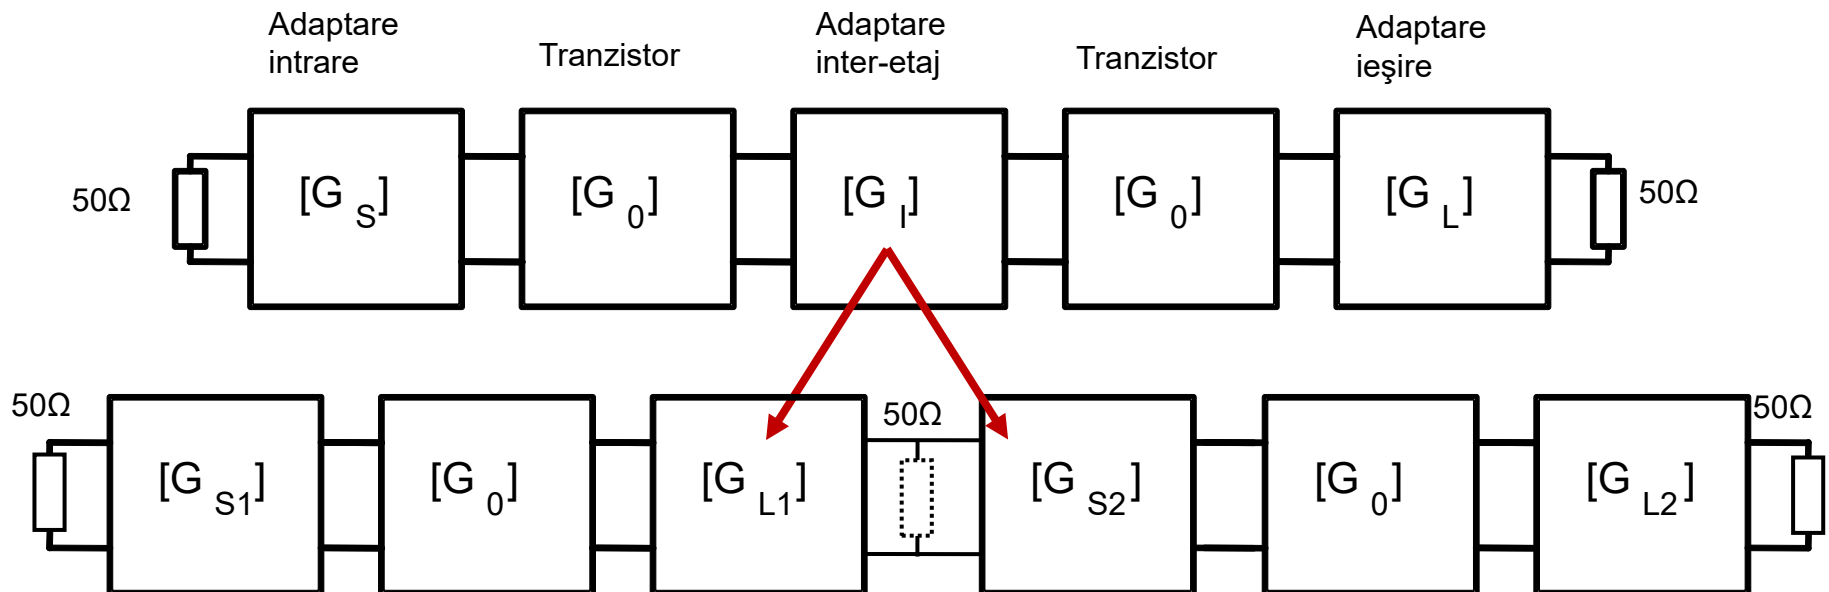 Adaptare
intrare
Tranzistor
Adaptare
inter-etaj
Tranzistor
Adaptare
ieşire
50Ω
[G S]
[G 0]
[G I]
[G 0]
[G L]
50Ω
50Ω
[G S1]
[G 0]
[G L1]
50Ω
[G S2]
[G 0]
[G L2]
50Ω